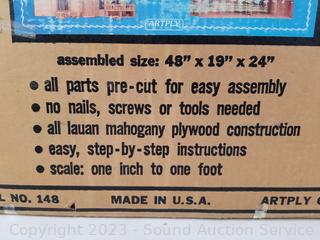 ARTPLY
assembled size: 48" x 19" x 24"
• all parts pre-cut for easy assembly
• no nails, screws or tools needed
• all lauan mahogany plywood construction
• easy, step-by-step instructions
• scale: one inch to one foot
L NO. 148 MADE IN U.S.A. ARTPLY
Copyright 2023 - Sound Auction Service